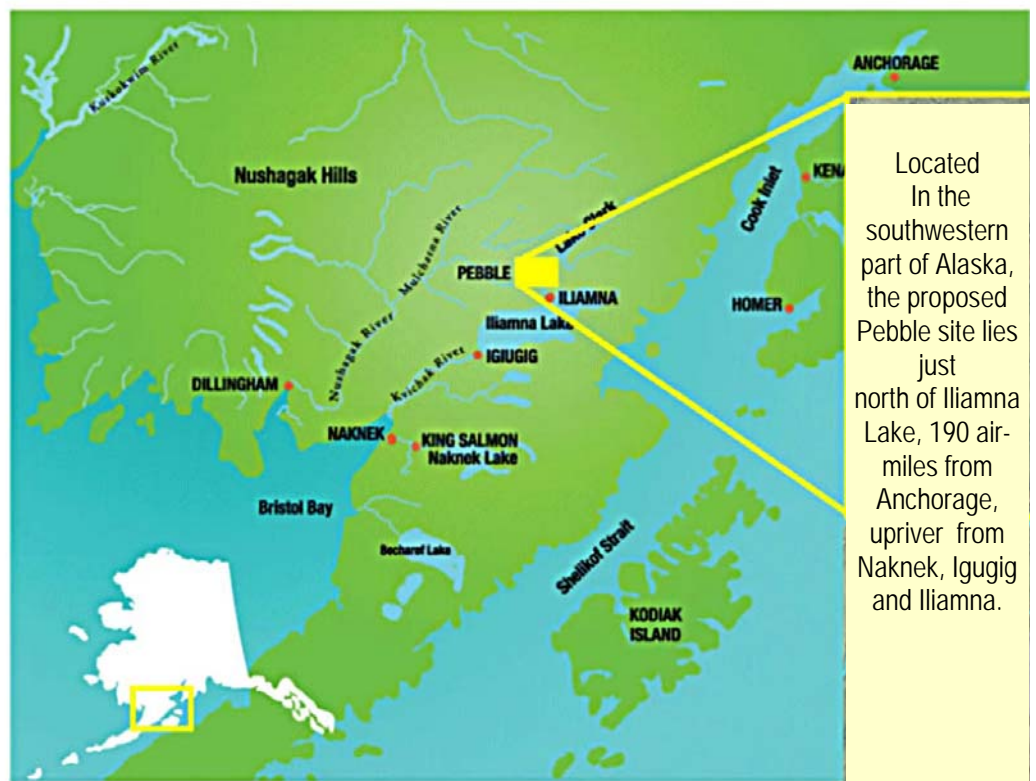 Kuskokwim River
ANCHORAGE
Nushagak Hills
Cook Inlet
KENA
Mulchatna River
Lake Clark
PEBBLE
ILIAMNA
HOMER
Iliamna Lake
Nushagak River
Kvichak River
IGIUGIG
DILLINGHAM
NAKNEK
KING SALMON
Naknek Lake
Bristol Bay
Becharof Lake
Shelikof Strait
KODIAK
ISLAND
Located
In the
southwestern
part of Alaska,
the proposed
Pebble site lies
just
north of Iliamna
Lake, 190 air-
miles from
Anchorage,
upriver from
Naknek, Igugig
and Iliamna.